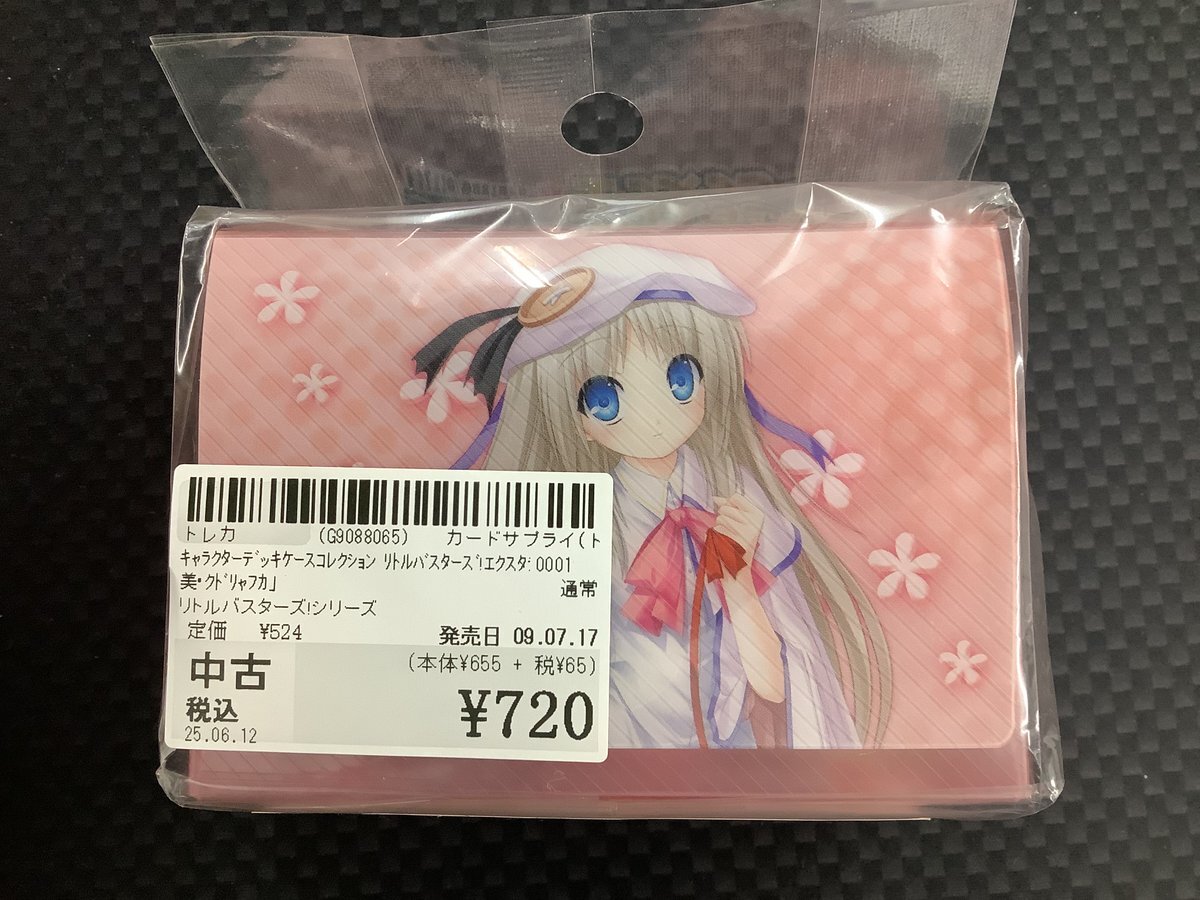 トレカ (G9088065) カードサプライ(ト
キャラクターデッキケースコレクション リトルバスターズ!エクスタ 0001
美・クドリャフカ」 通常
リトルバスターズ!シリーズ
定価 ¥524 発売日 09.07.17
中古 (本体¥655 + 税¥65)
税込 ¥720
25.06.12